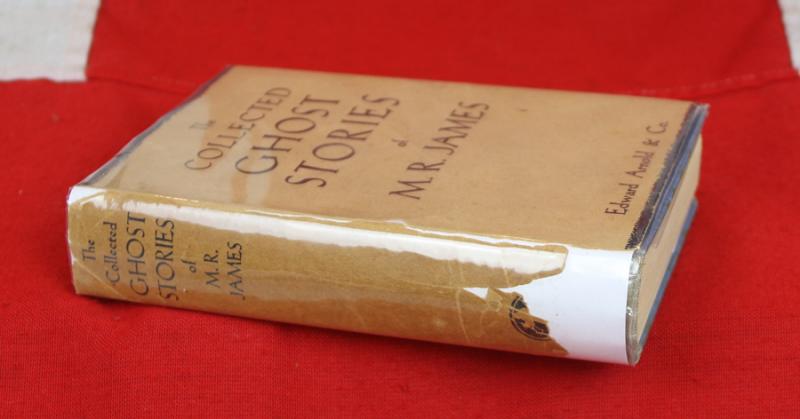 The
COLLECTED
GHOST
STORIES
of
M.R. JAMES
Edward Arnold & Co.
The
Collected
GHOST
STORIES
of
M. R.
JAMES